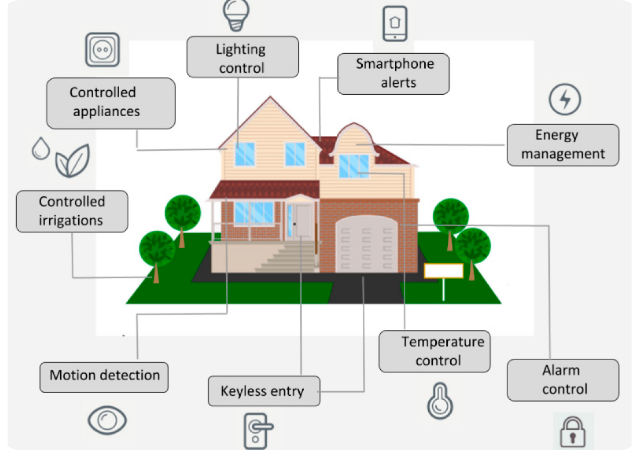 Lighting
control
Smartphone
alerts
Controlled
appliances
Energy
management
Controlled
irrigations
Temperature
control
Motion detection
Keyless entry
Alarm
control